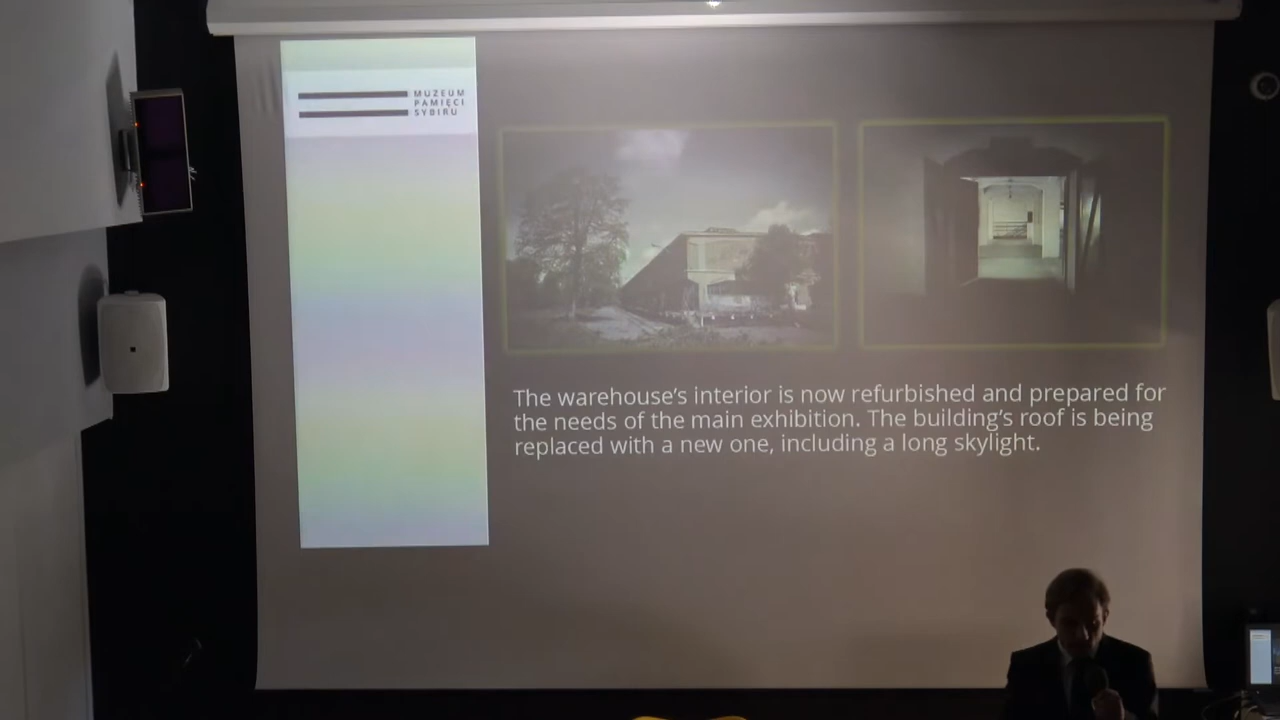 MUZEUM
PAMIĘCI
SYBIRU
The warehouse's interior is now refurbished and prepared for
the needs of the main exhibition. The building's roof is being
replaced with a new one, including a long skylight.